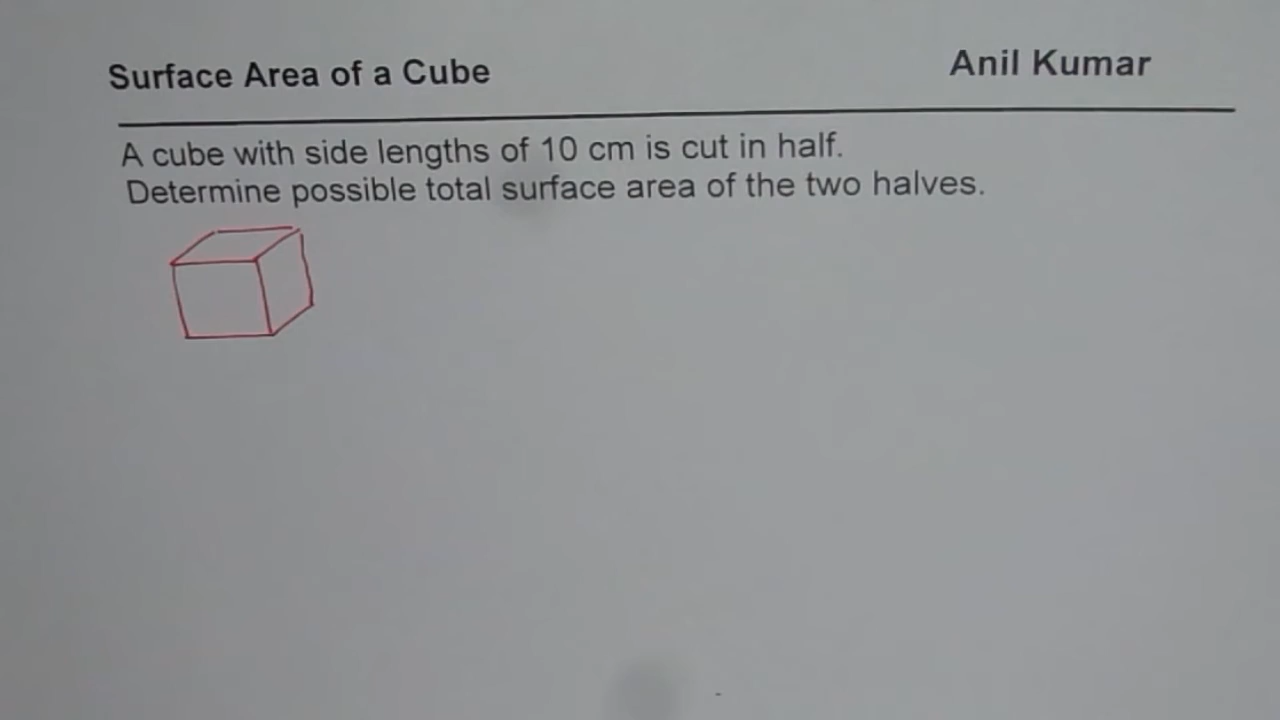 Surface Area of a Cube
Anil Kumar
A cube with side lengths of 10 cm is cut in half.
Determine possible total surface area of the two halves.